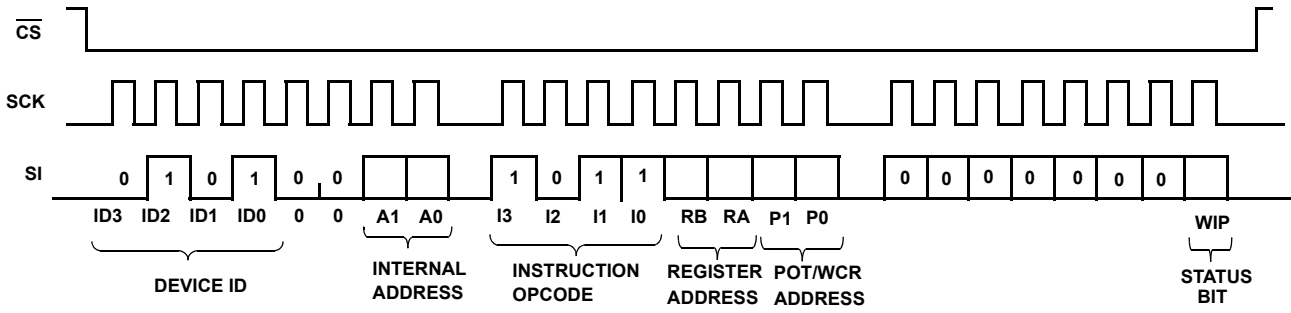 CS
SCK
SI
0 1 0 1 0 0 1 0 1 1 0 0 0 0 0 0 0
ID3 ID2 ID1 ID0 0 0 A1 A0 I3 I2 I1 I0 RB RA P1 P0 WIP
DEVICE ID
INTERNAL
ADDRESS
INSTRUCTION
OPCODE
REGISTER
ADDRESS
POT/WCR
ADDRESS
STATUS
BIT